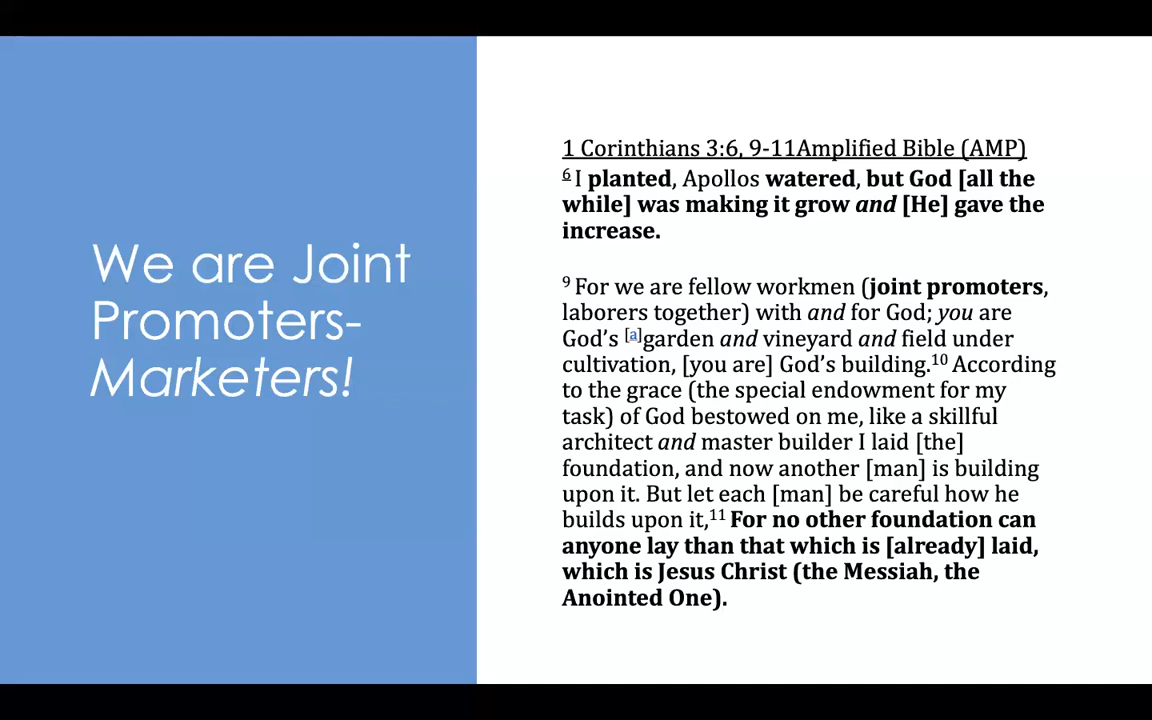 We are Joint
Promoters-
Marketers!
1 Corinthians 3:6, 9-11Amplified Bible (AMP)
6 I planted, Apollos watered, but God [all the
while] was making it grow and [He] gave the
increase.
9 For we are fellow workmen (joint promoters,
laborers together) with and for God; you are
God’s [a]garden and vineyard and field under
cultivation, [you are] God’s building.10 According
to the grace (the special endowment for my
task) of God bestowed on me, like a skillful
architect and master builder I laid [the]
foundation, and now another [man] is building
upon it. But let each [man] be careful how he
builds upon it,11 For no other foundation can
anyone lay than that which is [already] laid,
which is Jesus Christ (the Messiah, the
Anointed One).